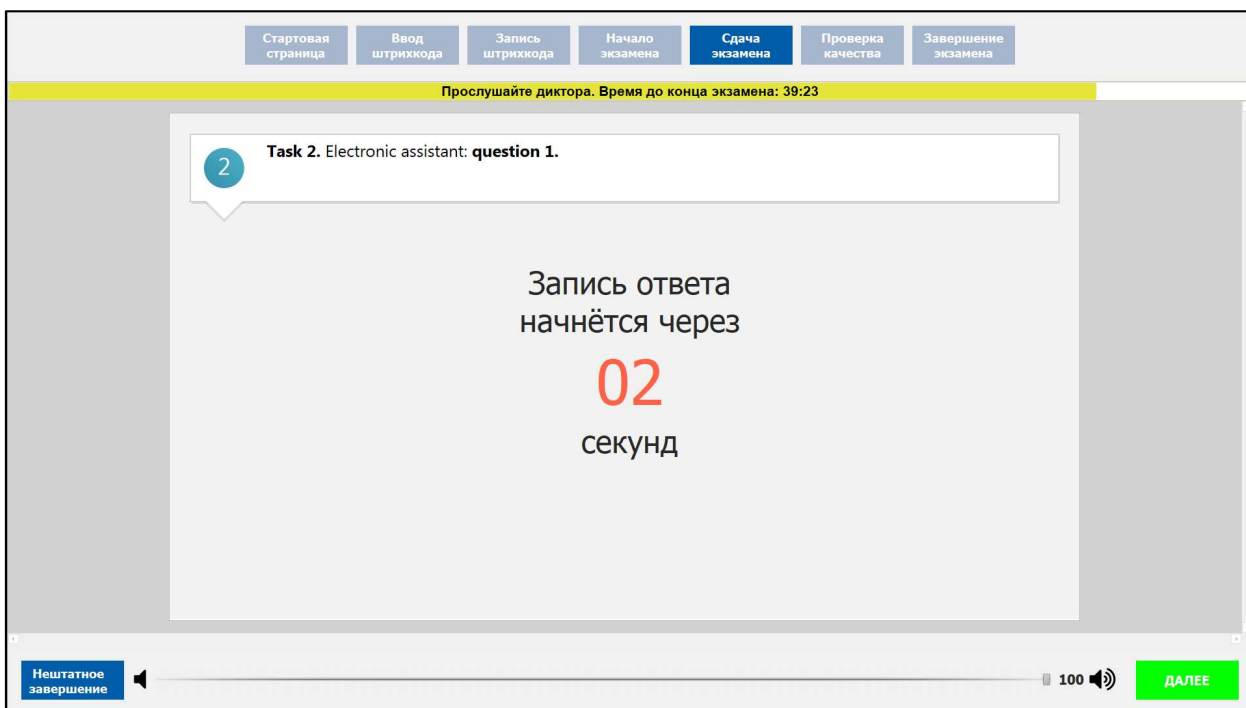 Стартовая страница
Ввод штрихкода
Запись штрихкода
Начало экзамена
Сдача экзамена
Проверка качества
Завершение экзамена
Прослушайте диктора. Время до конца экзамена: 39:23
2
Task 2. Electronic assistant: question 1.
Запись ответа
начнётся через
02
секунд
Нештатное завершение
100
ДАЛЕЕ